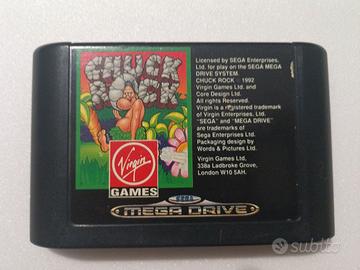 CHUCK
ROCK
Virgin
GAMES
Licensed by SEGA Enterprises.
Ltd. for play on the SEGA MEGA
DRIVE SYSTEM.
CHUCK ROCK © 1992
Virgin Games Ltd. and
Core Design Ltd.
All rights Reserved.
Virgin is a registered trademark
of Virgin Enterprises Ltd.
"SEGA" and "MEGA DRIVE"
are trademarks of
Sega Enterprises Ltd.
Packaging design by
Words & Pictures Ltd.
Virgin Games Ltd,
338a Ladbroke Grove,
London W10 5AH.
SEGA
MEGA DRIVE
subito